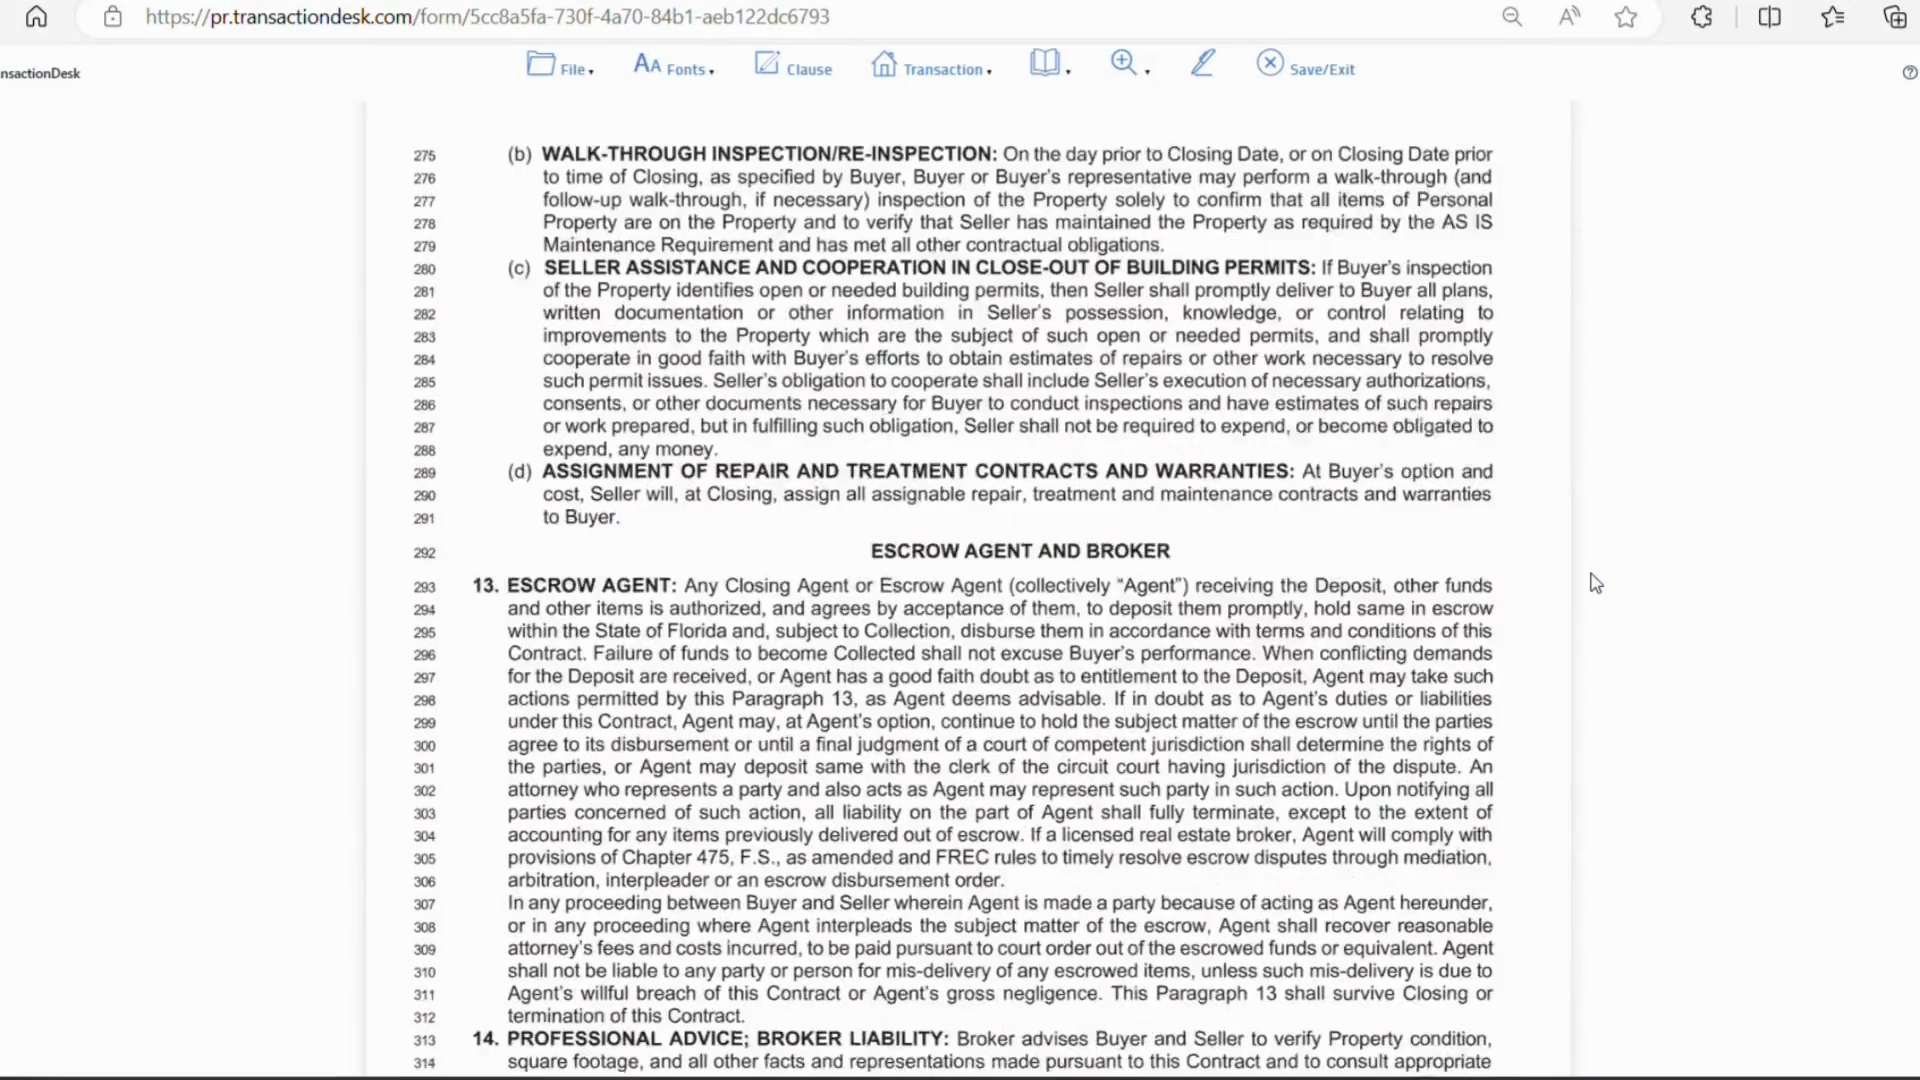 https://pr.transactiondesk.com/form/5cc8a5fa-730f-4a70-84b1-aeb122dc6793
nsactionDesk
File
AA Fonts
Clause
Transaction
Save/Exit
275 (b) WALK-THROUGH INSPECTION/RE-INSPECTION: On the day prior to Closing Date, or on Closing Date prior
276 to time of Closing, as specified by Buyer, Buyer or Buyer's representative may perform a walk-through (and
277 follow-up walk-through, if necessary) inspection of the Property solely to confirm that all items of Personal
278 Property are on the Property and to verify that Seller has maintained the Property as required by the AS IS
279 Maintenance Requirement and has met all other contractual obligations.
280 (c) SELLER ASSISTANCE AND COOPERATION IN CLOSE-OUT OF BUILDING PERMITS: If Buyer's inspection
281 of the Property identifies open or needed building permits, then Seller shall promptly deliver to Buyer all plans,
282 written documentation or other information in Seller's possession, knowledge, or control relating to
283 improvements to the Property which are the subject of such open or needed permits, and shall promptly
284 cooperate in good faith with Buyer's efforts to obtain estimates of repairs or other work necessary to resolve
285 such permit issues. Seller's obligation to cooperate shall include Seller's execution of necessary authorizations,
286 consents, or other documents necessary for Buyer to conduct inspections and have estimates of such repairs
287 or work prepared, but in fulfilling such obligation, Seller shall not be required to expend, or become obligated to
288 expend, any money.
289 (d) ASSIGNMENT OF REPAIR AND TREATMENT CONTRACTS AND WARRANTIES: At Buyer's option and
290 cost, Seller will, at Closing, assign all assignable repair, treatment and maintenance contracts and warranties
291 to Buyer.
292 ESCROW AGENT AND BROKER
293 13. ESCROW AGENT: Any Closing Agent or Escrow Agent (collectively “Agent”) receiving the Deposit, other funds
294 and other items is authorized, and agrees by acceptance of them, to deposit them promptly, hold same in escrow
295 within the State of Florida and, subject to Collection, disburse them in accordance with terms and conditions of this
296 Contract. Failure of funds to become Collected shall not excuse Buyer's performance. When conflicting demands
297 for the Deposit are received, or Agent has a good faith doubt as to entitlement to the Deposit, Agent may take such
298 actions permitted by this Paragraph 13, as Agent deems advisable. If in doubt as to Agent's duties or liabilities
299 under this Contract, Agent may, at Agent's option, continue to hold the subject matter of the escrow until the parties
300 agree to its disbursement or until a final judgment of a court of competent jurisdiction shall determine the rights of
301 the parties, or Agent may deposit same with the clerk of the circuit court having jurisdiction of the dispute. An
302 attorney who represents a party and also acts as Agent may represent such party in such action. Upon notifying all
303 parties concerned of such action, all liability on the part of Agent shall fully terminate, except to the extent of
304 accounting for any items previously delivered out of escrow. If a licensed real estate broker, Agent will comply with
305 provisions of Chapter 475, F.S., as amended and FREC rules to timely resolve escrow disputes through mediation,
306 arbitration, interpleader or an escrow disbursement order.
307 In any proceeding between Buyer and Seller wherein Agent is made a party because of acting as Agent hereunder,
308 or in any proceeding where Agent interpleads the subject matter of the escrow, Agent shall recover reasonable
309 attorney's fees and costs incurred, to be paid pursuant to court order out of the escrowed funds or equivalent. Agent
310 shall not be liable to any party or person for mis-delivery of any escrowed items, unless such mis-delivery is due to
311 Agent's willful breach of this Contract or Agent's gross negligence. This Paragraph 13 shall survive Closing or
312 termination of this Contract.
313 14. PROFESSIONAL ADVICE; BROKER LIABILITY: Broker advises Buyer and Seller to verify Property condition,
314 square footage, and all other facts and representations made pursuant to this Contract and to consult appropriate